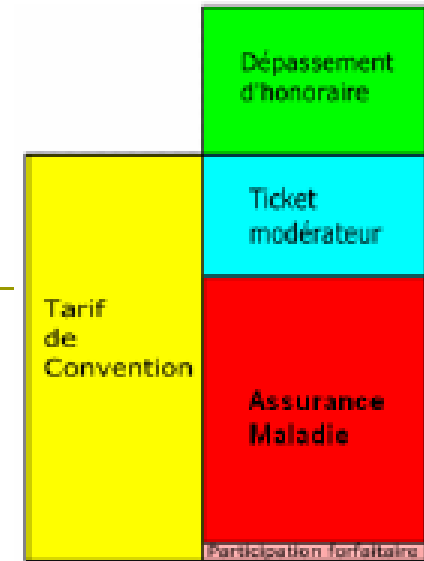 Dépassement
d'honoraire
Ticket
modérateur
Tarif
de
Convention
Assurance
Maladie
Participation forfaitaire